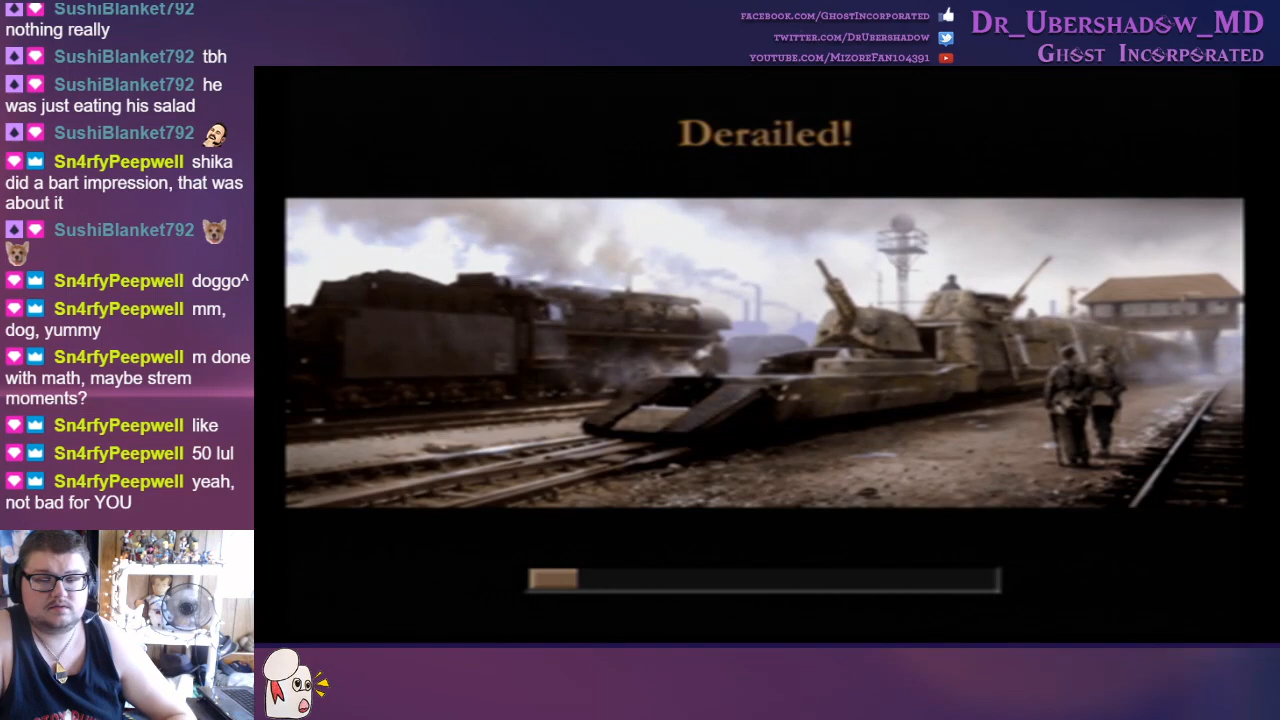 SushiBlanket792
nothing really
SushiBlanket792 tbh
SushiBlanket792 he
was just eating his salad
SushiBlanket792
Sn4rfyPeepwell shika
did a bart impression, that was
about it
SushiBlanket792
Sn4rfyPeepwell doggo^
Sn4rfyPeepwell mm,
dog, yummy
Sn4rfyPeepwell m done
with math, maybe strem
moments?
Sn4rfyPeepwell like
Sn4rfyPeepwell 50 lul
Sn4rfyPeepwell yeah,
not bad for YOU
facebook.com/GhostIncorporated
twitter.com/DrUbershadow
youtube.com/MizoreFan104391
Dr_Ubershadow_MD
Ghost Incorporated
Derailed!